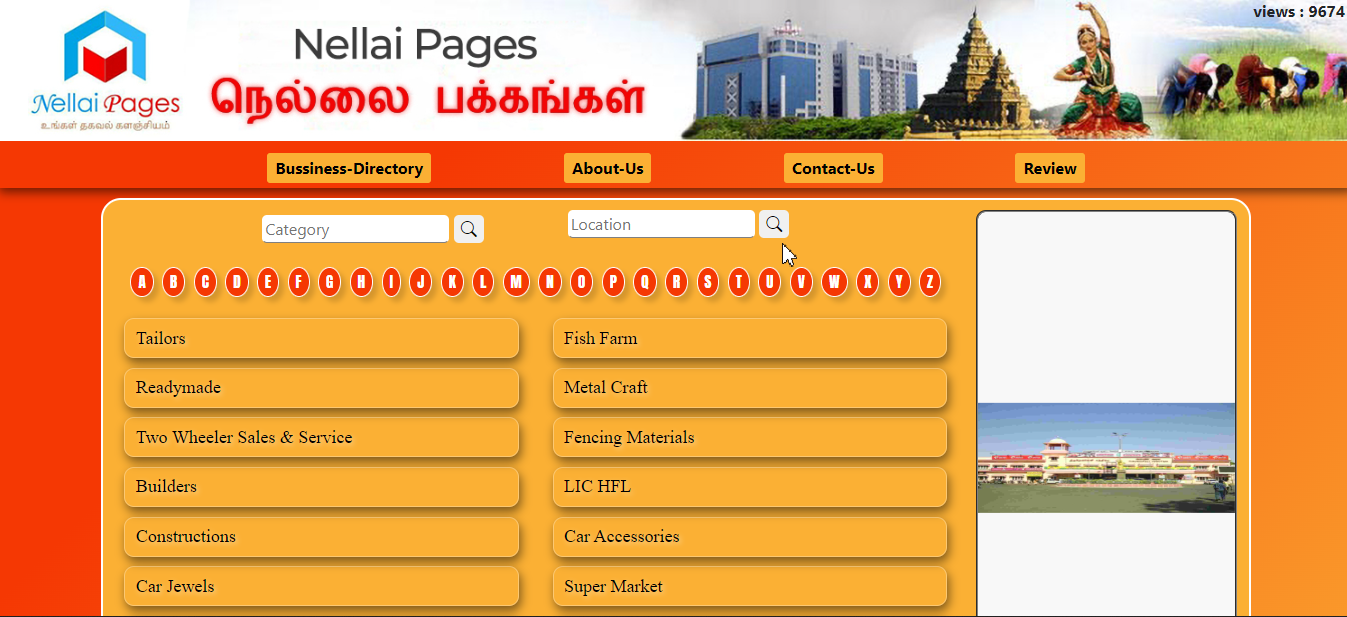 views : 9674
Nellai Pages
நெல்லை பக்கங்கள்
Nellai Pages
உங்கள் தகவல் களஞ்சியம்
Bussiness-Directory About-Us Contact-Us Review
Category Location
A B C D E F G H I J K L M N O P Q R S T U V W X Y Z
Tailors Fish Farm
Readymade Metal Craft
Two Wheeler Sales & Service Fencing Materials
Builders LIC HFL
Constructions Car Accessories
Car Jewels Super Market